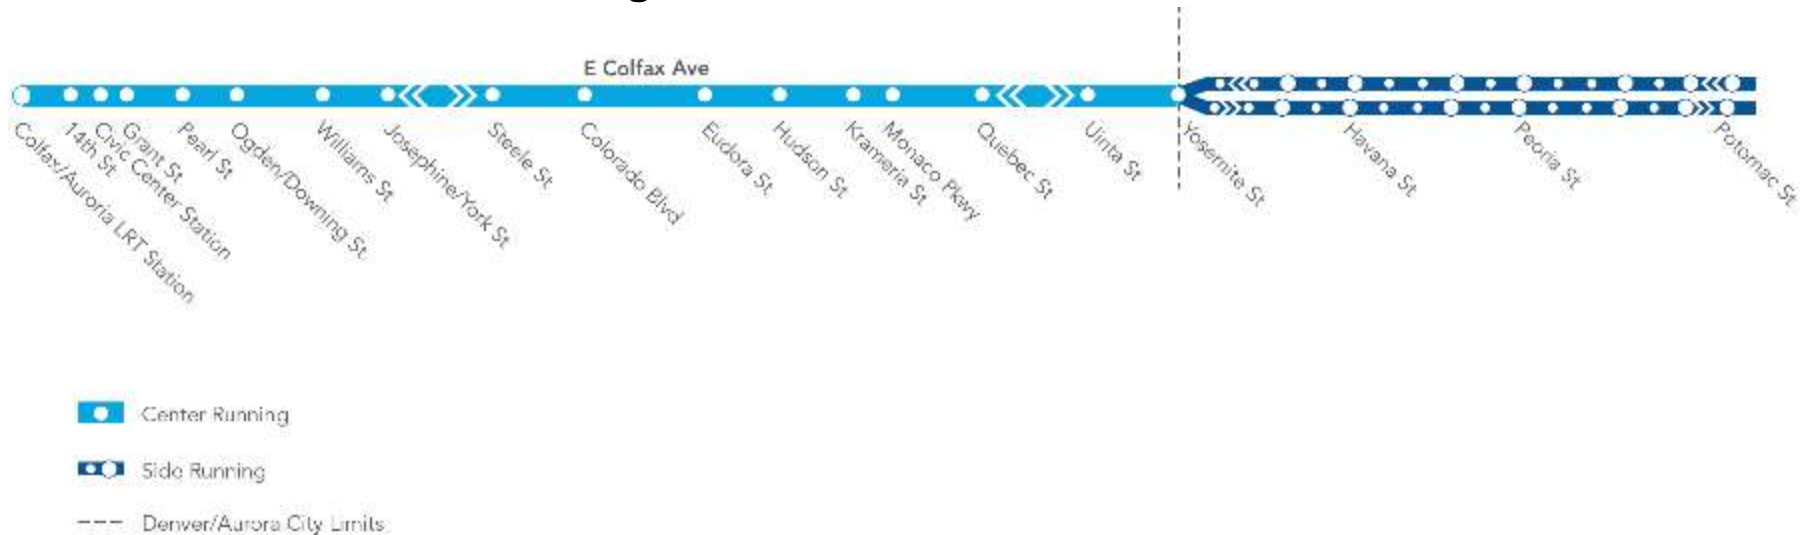 E Colfax Ave
Colfax/Auroria LRT Station
14th St
Civic Center Station
Grant St
Pearl St
Ogden/Downing St
Williams St
Josephine/York St
Steele St
Colorado Blvd
Eudora St
Hudson St
Krameria St
Monaco Pkwy
Quebec St
Uinta St
Yosemite St
Havana St
Peoria St
Potomac St
Center Running
Side Running
Denver/Aurora City Limits